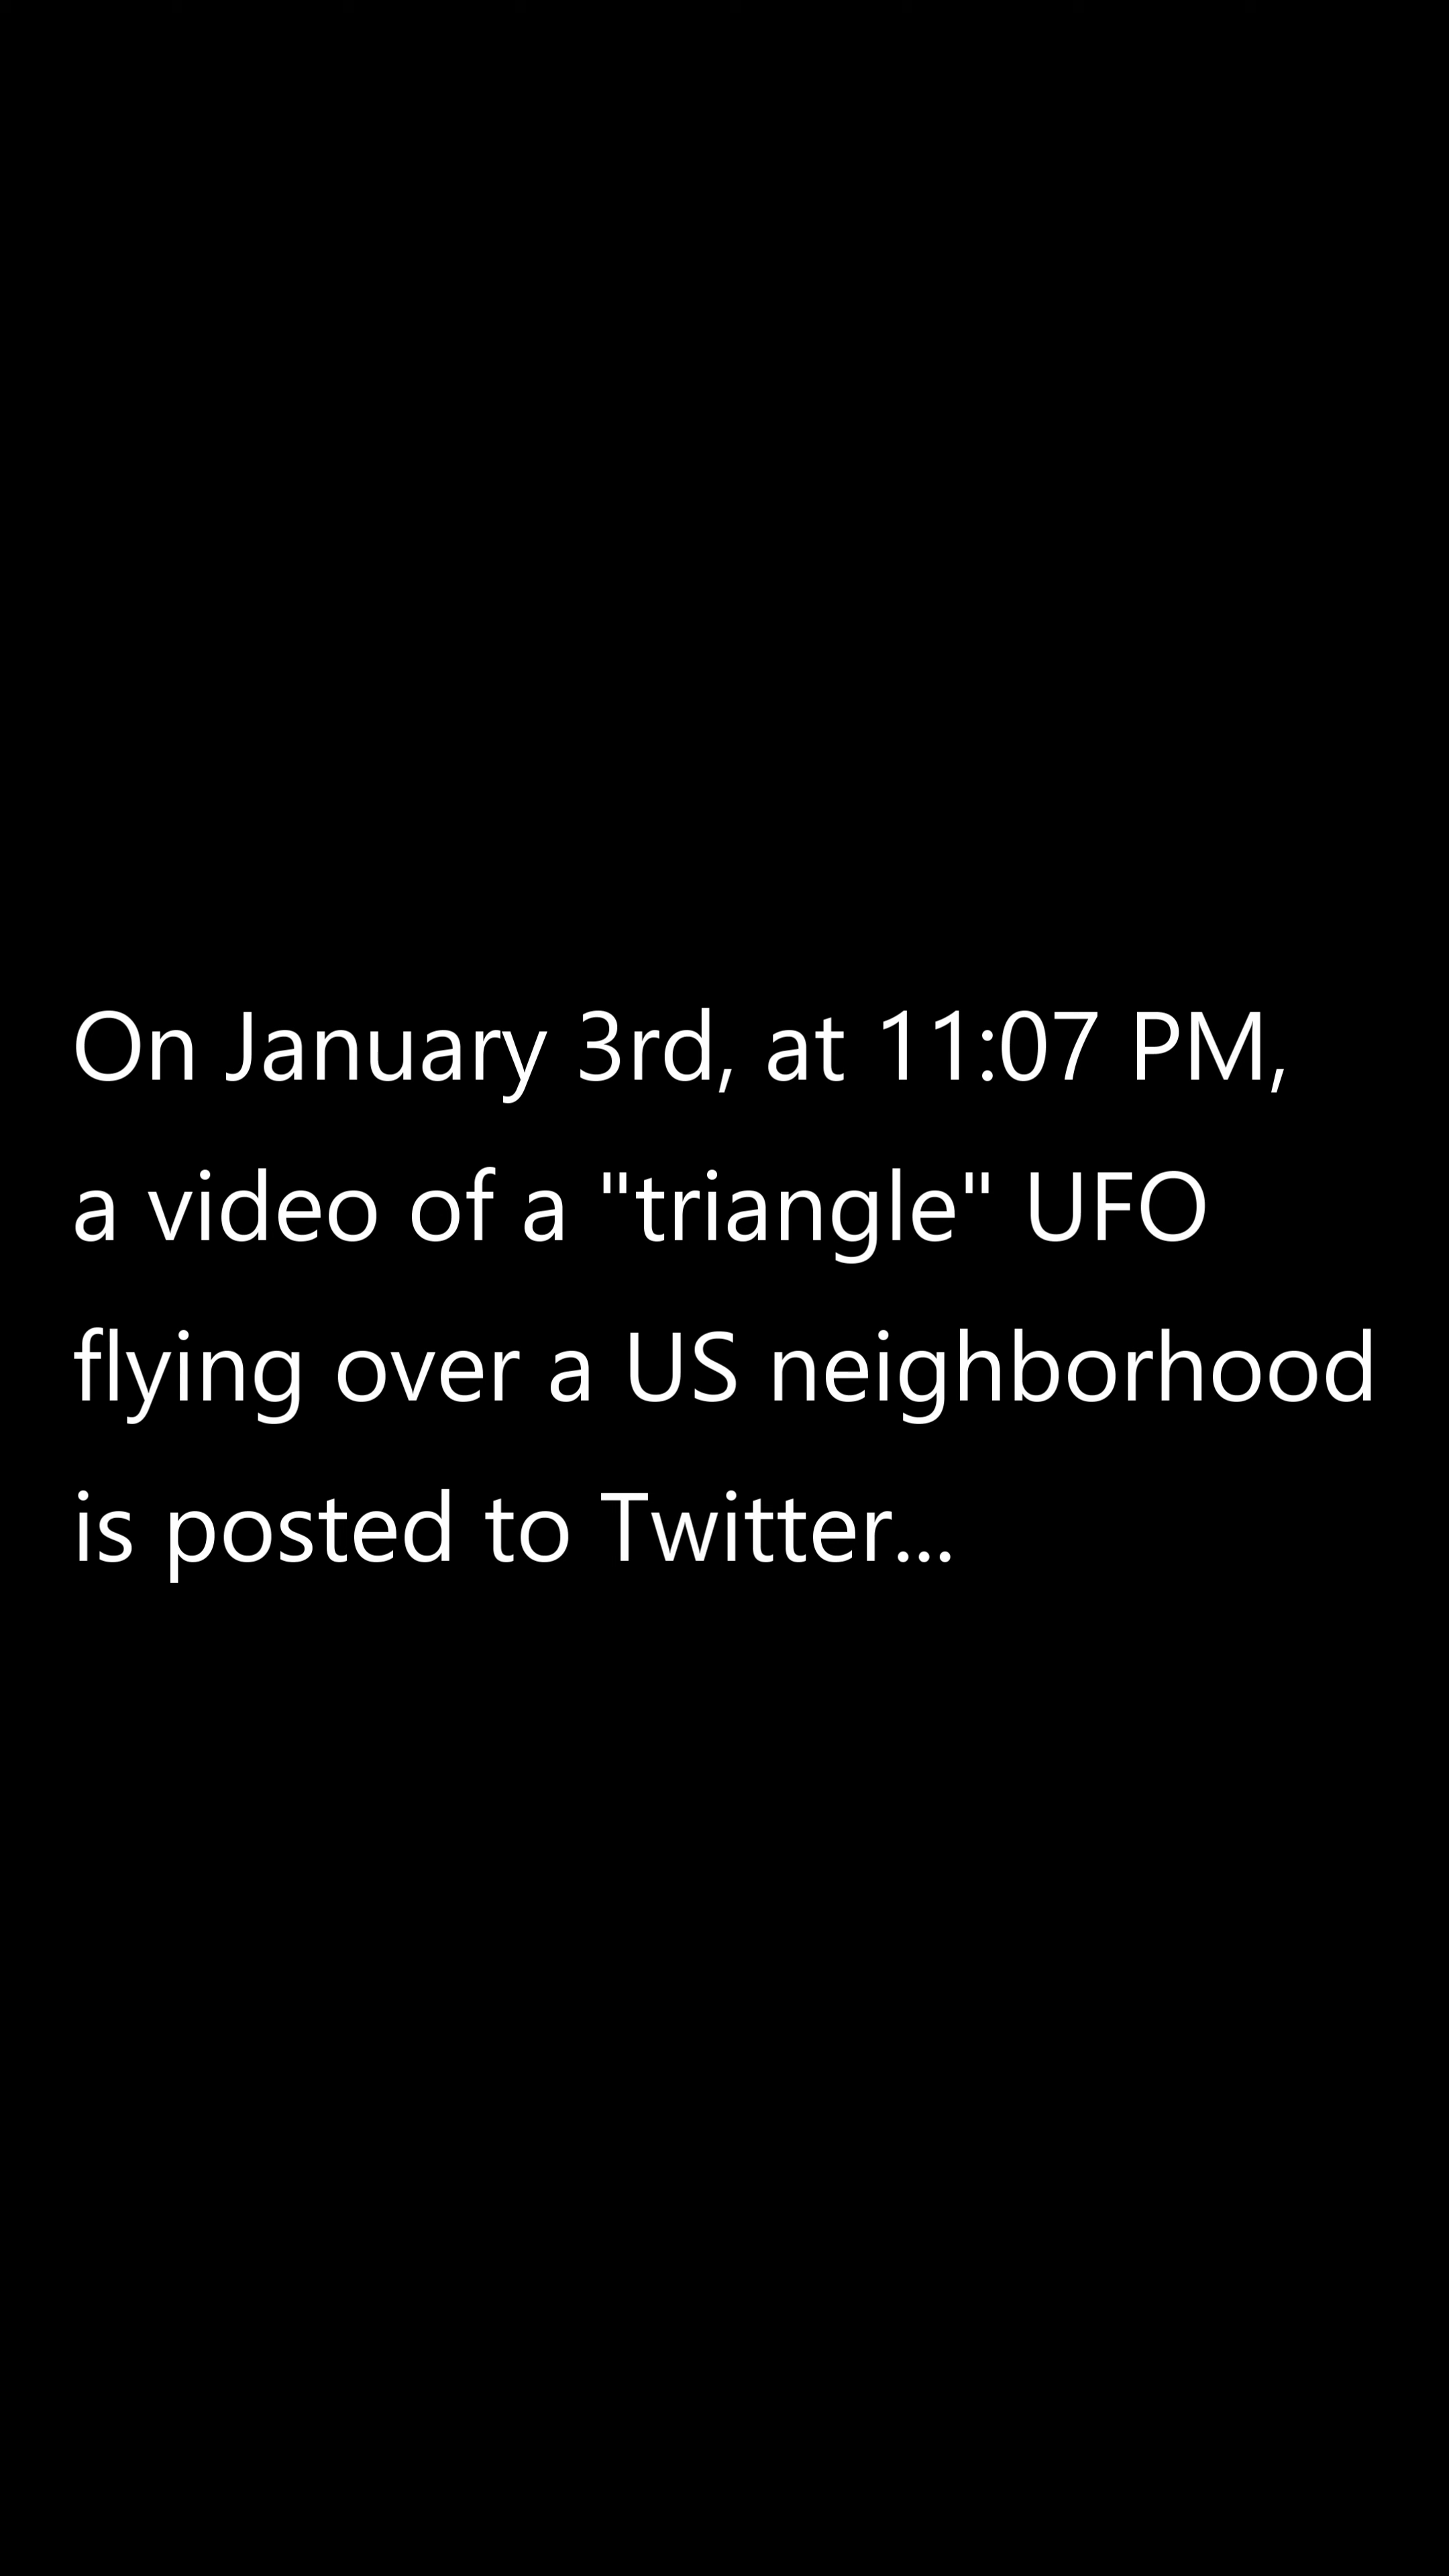 On January 3rd, at 11:07 PM,
a video of a "triangle" UFO
flying over a US neighborhood
is posted to Twitter...